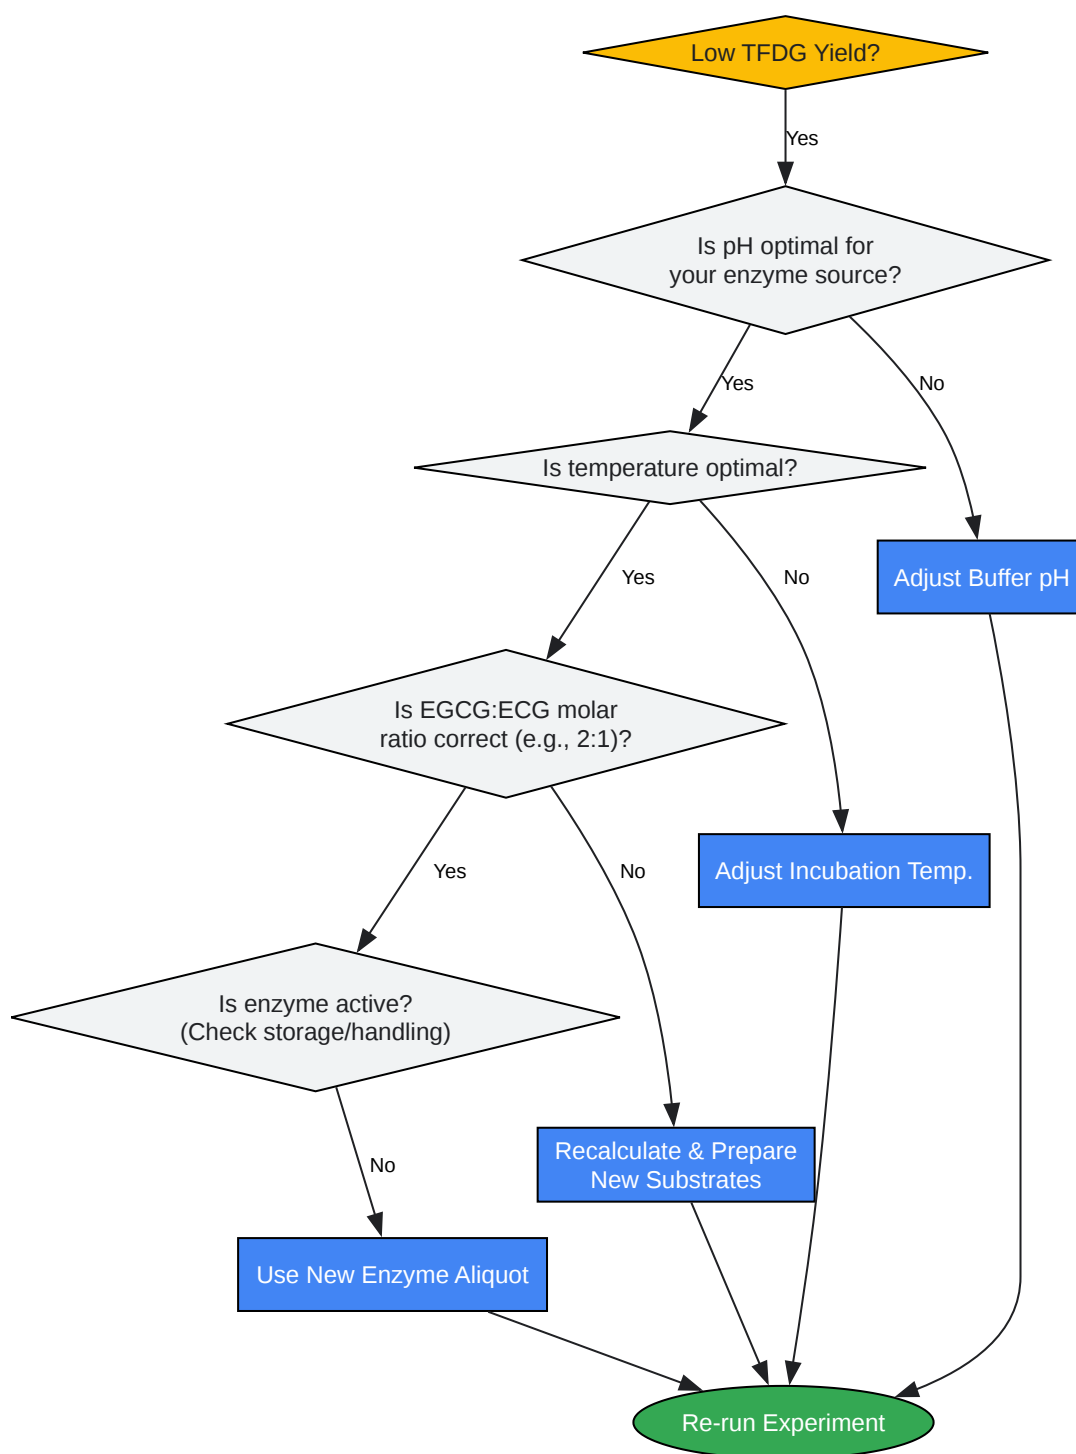 Low TFDG Yield?
Yes
Is pH optimal for
your enzyme source?
Yes
No
Is temperature optimal?
Yes
No
Adjust Buffer pH
Is EGCG:ECG molar
ratio correct (e.g., 2:1)?
Yes
No
Adjust Incubation Temp.
Is enzyme active?
(Check storage/handling)
No
Recalculate & Prepare
New Substrates
Use New Enzyme Aliquot
Re-run Experiment